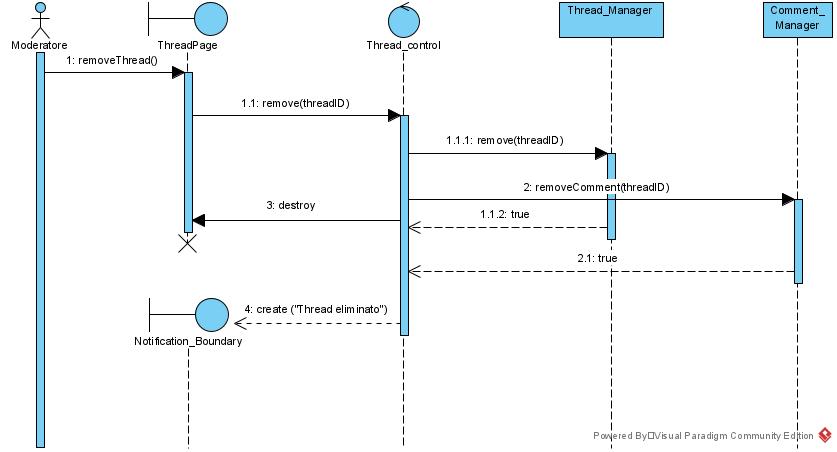 Moderatore
ThreadPage
Thread_control
Thread_Manager
Comment_
Manager
1: removeThread()
1.1: remove(threadID)
1.1.1: remove(threadID)
2: removeComment(threadID)
3: destroy
1.1.2: true
2.1: true
4: create ("Thread eliminato")
Notification_Boundary
Powered By Visual Paradigm Community Edition